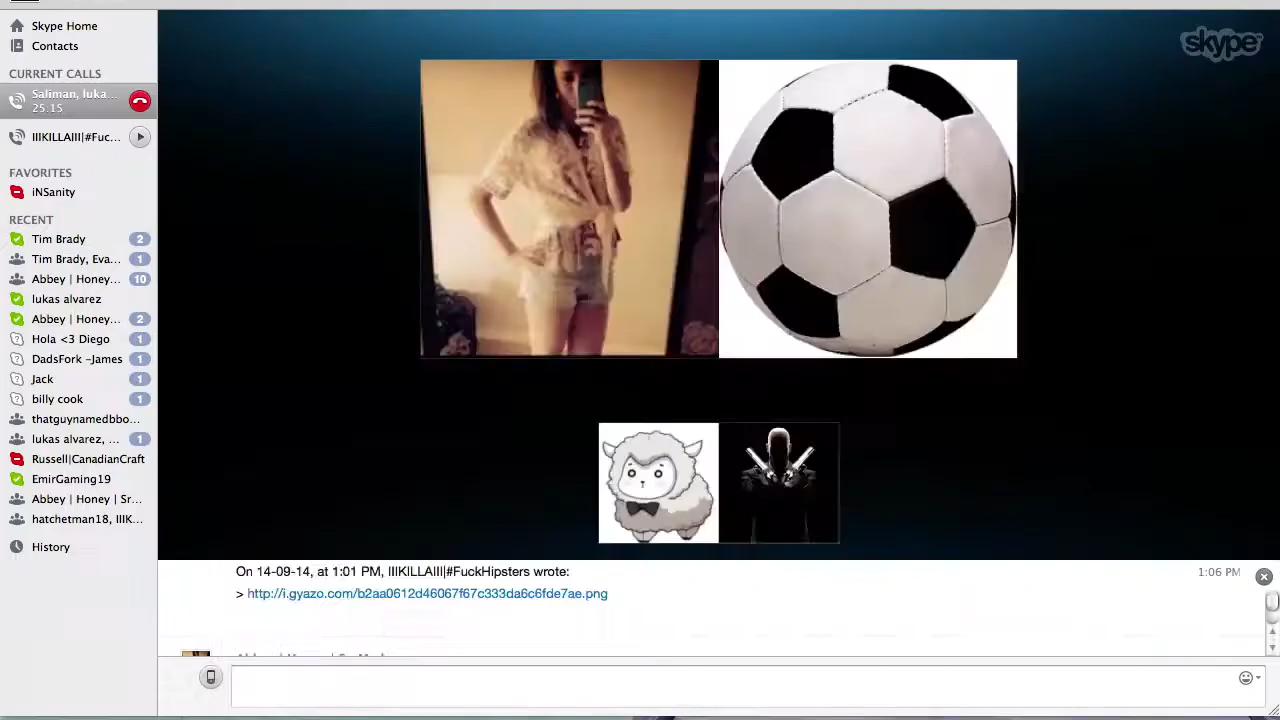 Skype Home
Contacts
CURRENT CALLS
Saliman, luka...
25:15
IIIKILLAIII|#Fuc...
FAVORITES
iNSanity
RECENT
Tim Brady 2
Tim Brady, Eva... 1
Abbey | Honey... 10
lukas alvarez
Abbey | Honey... 2
Hola <3 Diego 1
DadsFork -James 1
Jack 1
billy cook 1
thatguynamedbbo...
lukas alvarez, ... 1
Russell|CanadianCraft
EmirGaming19
Abbey | Honey | Sr...
hatchetman18, IIIK...
History
skype
On 14-09-14, at 1:01 PM, IIIKILLAIII|#FuckHipsters wrote:
1:06 PM
> http://i.gyazo.com/b2aa0612d46067f67c333da6c6fde7ae.png